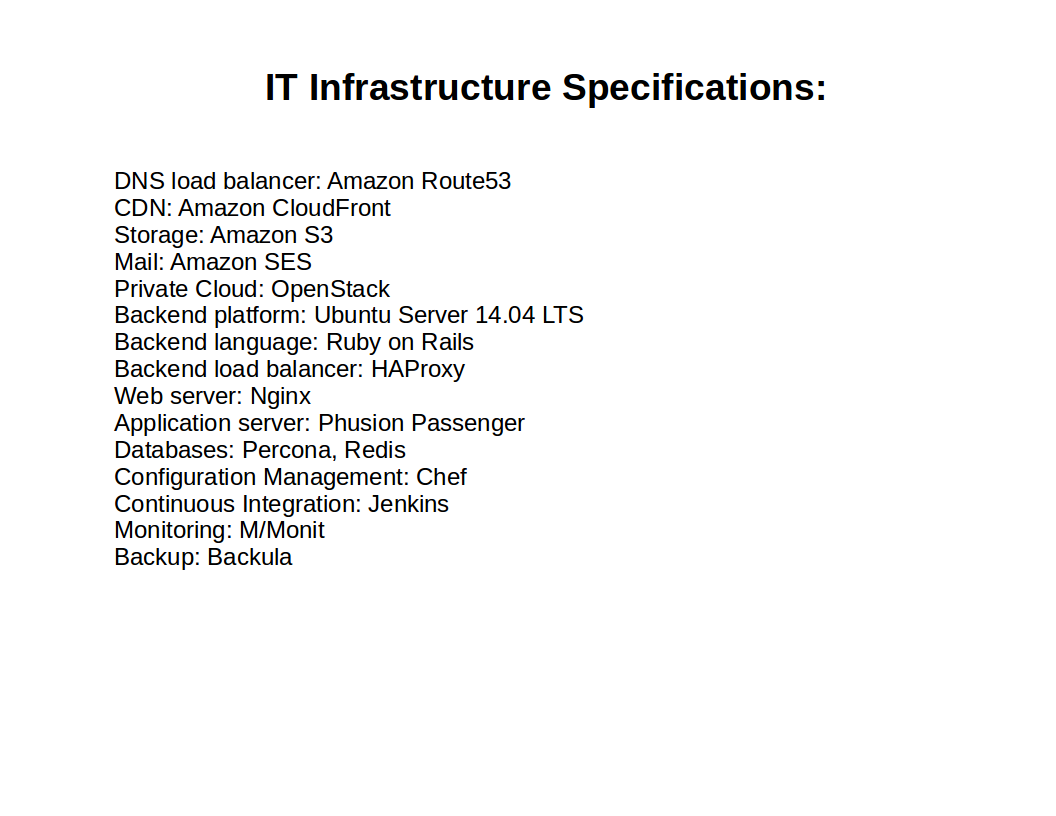 IT Infrastructure Specifications:
DNS load balancer: Amazon Route53
CDN: Amazon CloudFront
Storage: Amazon S3
Mail: Amazon SES
Private Cloud: OpenStack
Backend platform: Ubuntu Server 14.04 LTS
Backend language: Ruby on Rails
Backend load balancer: HAProxy
Web server: Nginx
Application server: Phusion Passenger
Databases: Percona, Redis
Configuration Management: Chef
Continuous Integration: Jenkins
Monitoring: M/Monit
Backup: Backula